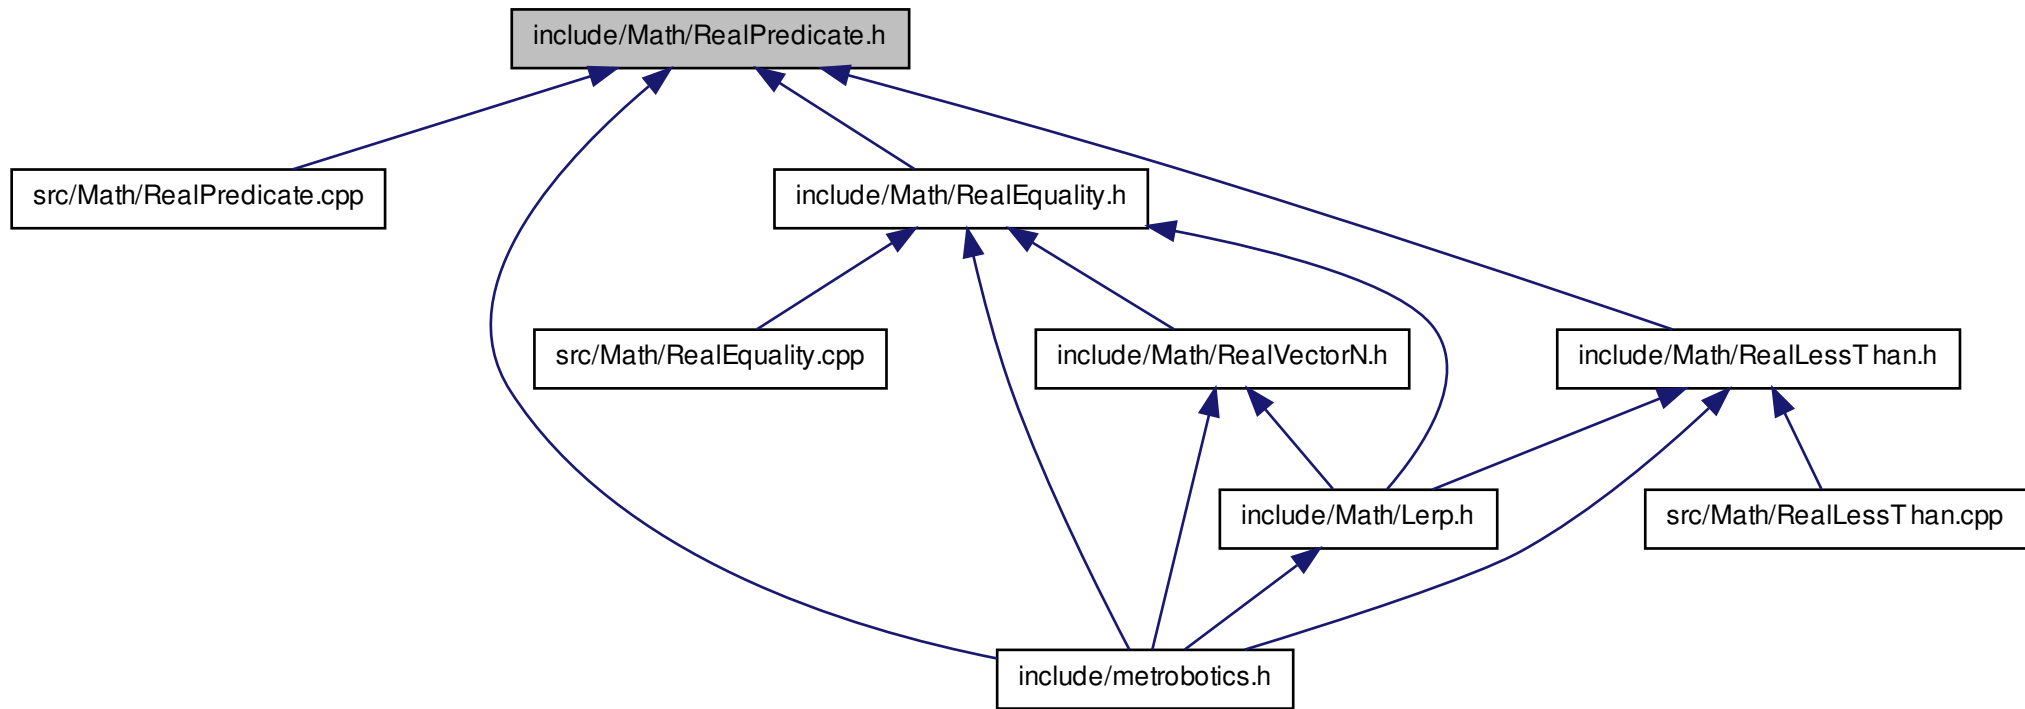 include/Math/RealPredicate.h
src/Math/RealPredicate.cpp
include/Math/RealEquality.h
src/Math/RealEquality.cpp
include/Math/RealVectorN.h
include/Math/RealLessThan.h
include/Math/Lerp.h
src/Math/RealLessThan.cpp
include/metrobotics.h